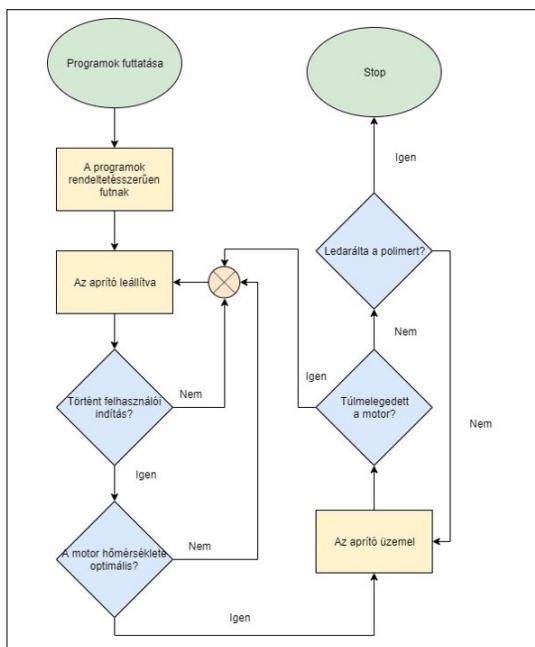 Programok futtatása
A programok
rendeltetésszerűen
futnak
Az aprító leállítva
Történt felhasználói
indítás?
Nem
Igen
A motor hőmérséklete
optimális?
Nem
Igen
Stop
Igen
Ledarálta a polimert?
Nem
Igen
Túlmelegedett
a motor?
Nem
Az aprító üzemel